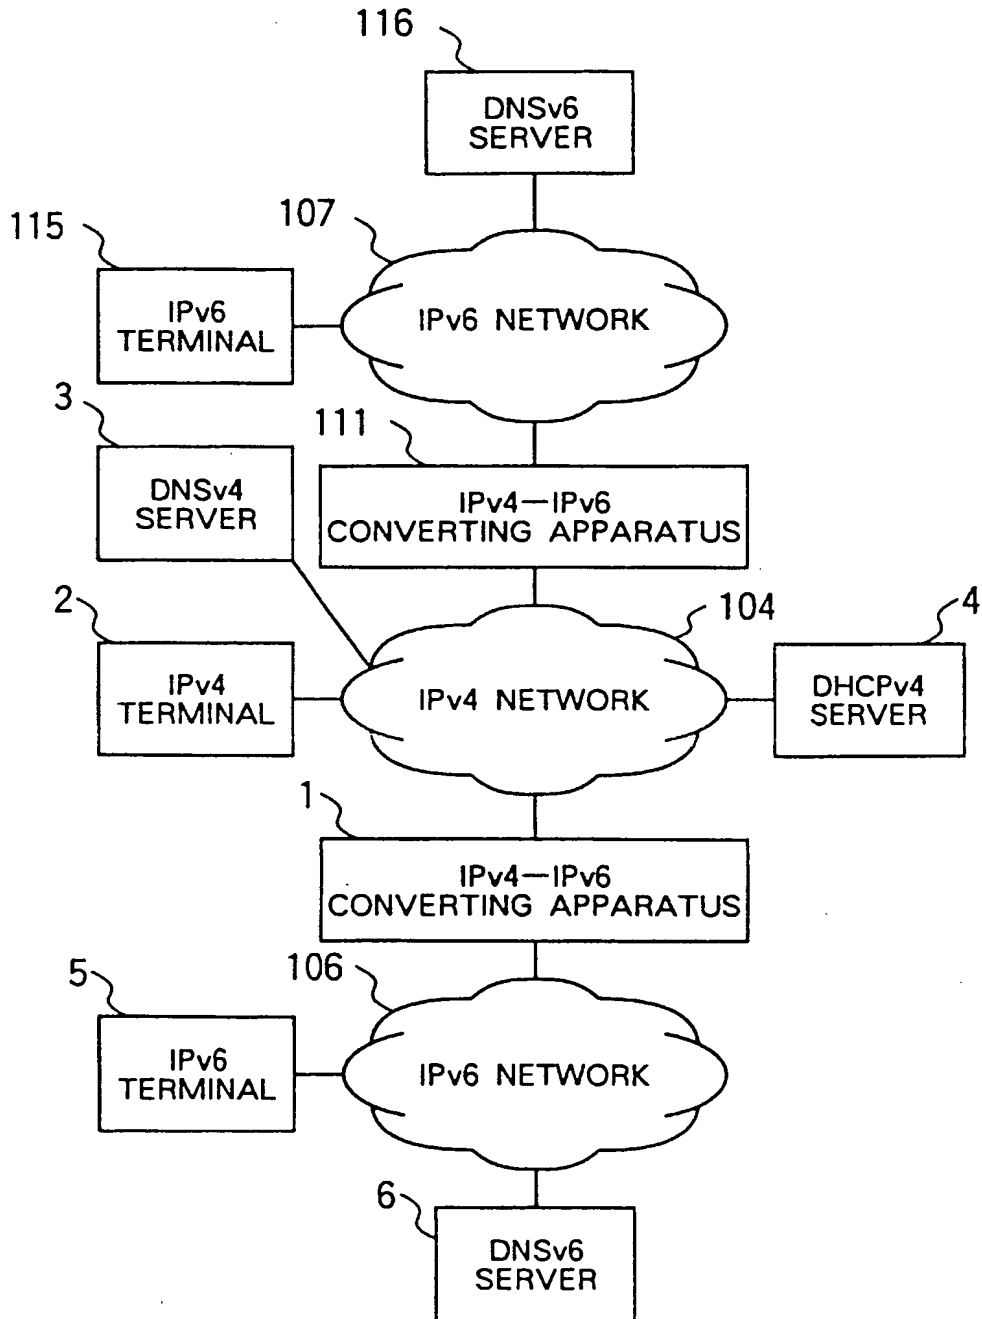 116
DNSv6
SERVER
107
115
IPv6
TERMINAL
IPv6 NETWORK
3
111
DNSv4
SERVER
IPv4—IPv6
CONVERTING APPARATUS
2
104
4
IPv4
TERMINAL
IPv4 NETWORK
DHCPv4
SERVER
1
IPv4—IPv6
CONVERTING APPARATUS
5
106
IPv6
TERMINAL
IPv6 NETWORK
6
DNSv6
SERVER